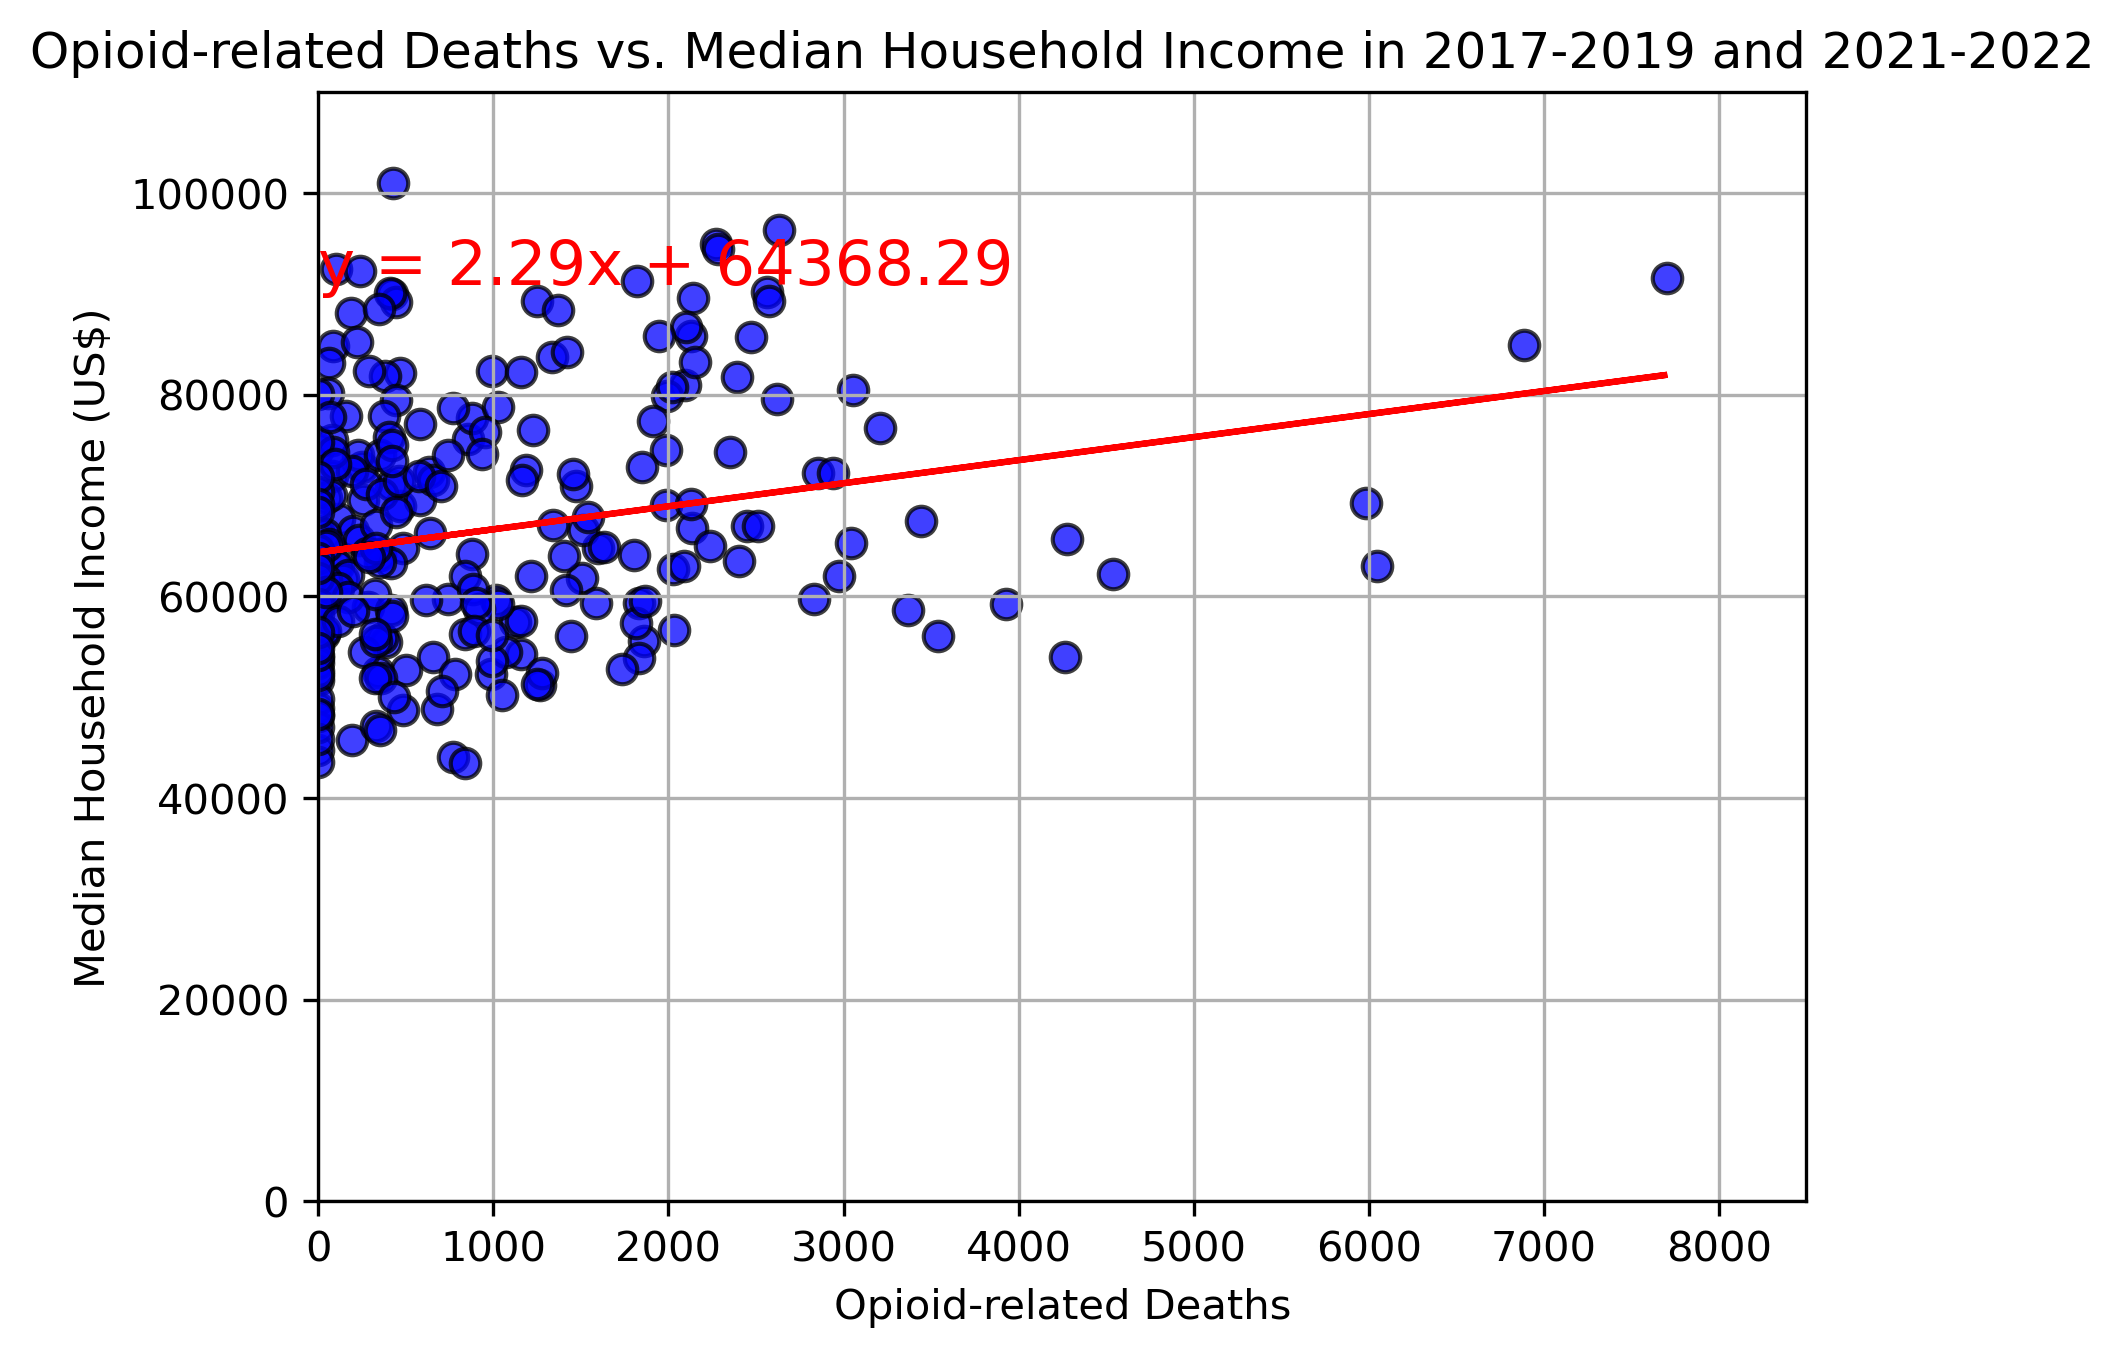 Opioid-related Deaths vs. Median Household Income in 2017-2019 and 2021-2022
y = 2.29x + 64368.29
Median Household Income (US$)
100000
80000
60000
40000
20000
0
0 1000 2000 3000 4000 5000 6000 7000 8000
Opioid-related Deaths